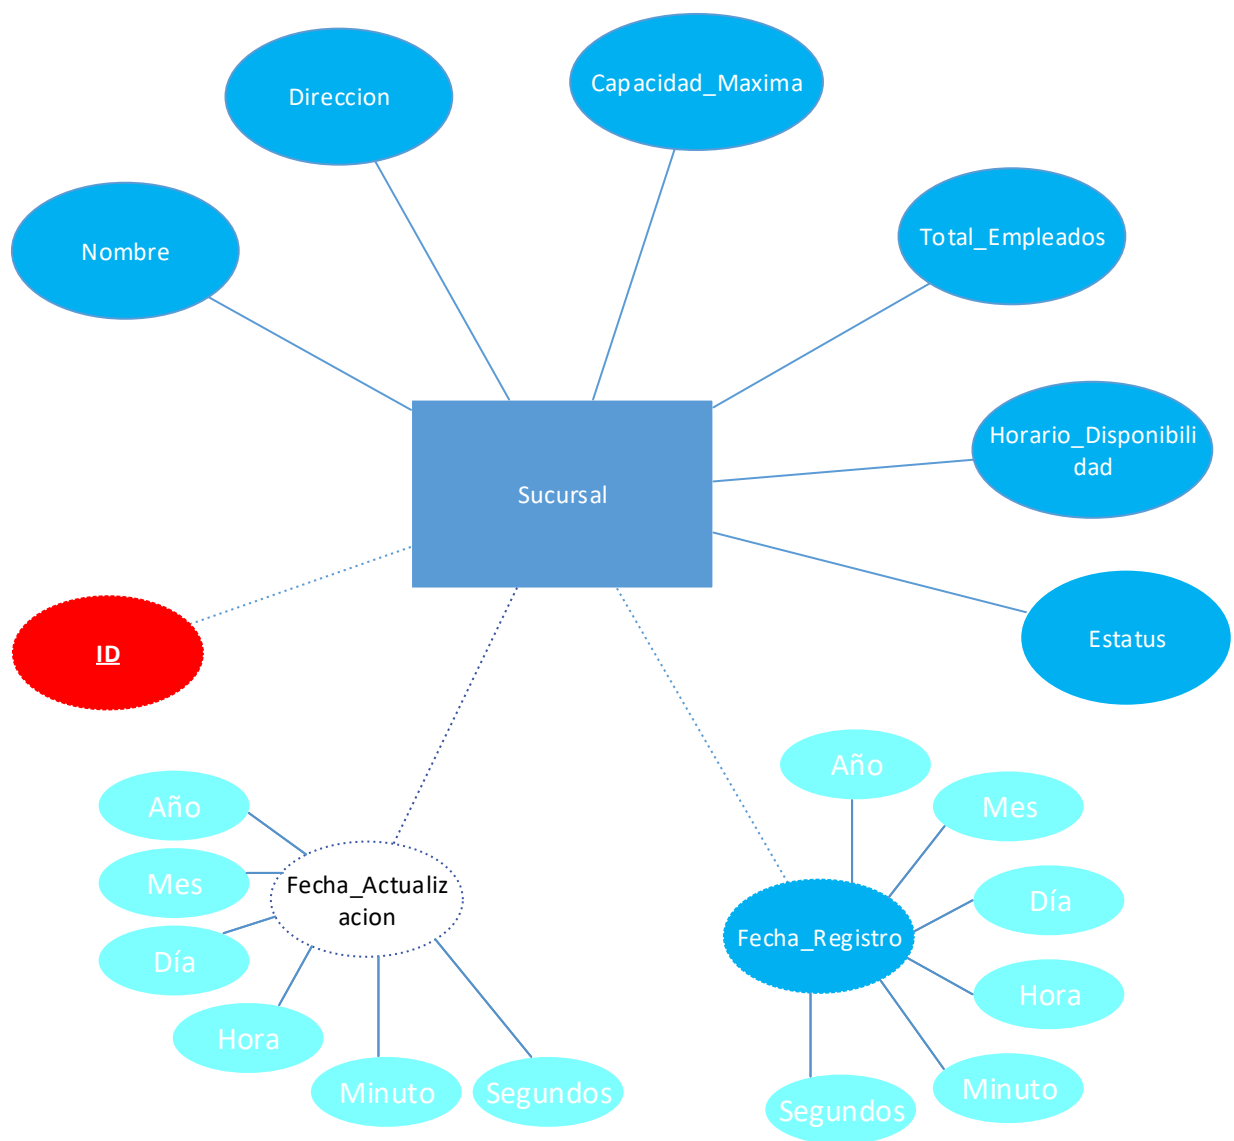 Capacidad_Maxima
Direccion
Total_Empleados
Nombre
Horario_Disponibili
dad
Sucursal
Estatus
ID
Año
Mes
Día
Hora
Minuto
Segundos
Fecha_Actualiz
acion
Año
Mes
Día
Hora
Minuto
Segundos
Fecha_Registro